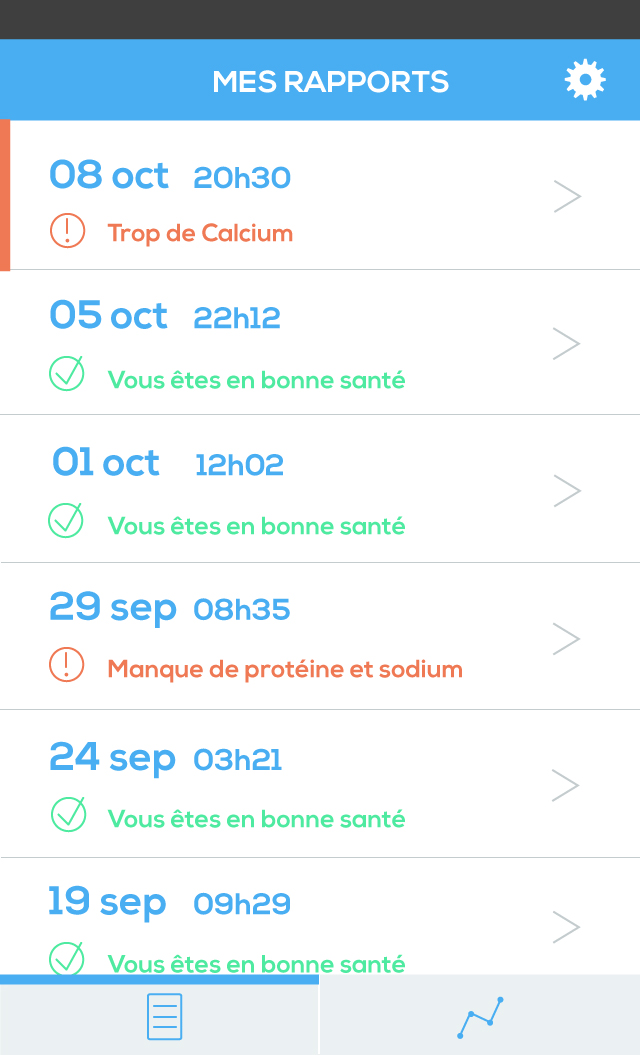 MES RAPPORTS
08 oct 20h30
Trop de Calcium
05 oct 22h12
Vous êtes en bonne santé
01 oct 12h02
Vous êtes en bonne santé
29 sep 08h35
Manque de protéine et sodium
24 sep 03h21
Vous êtes en bonne santé
19 sep 09h29
Vous êtes en bonne santé